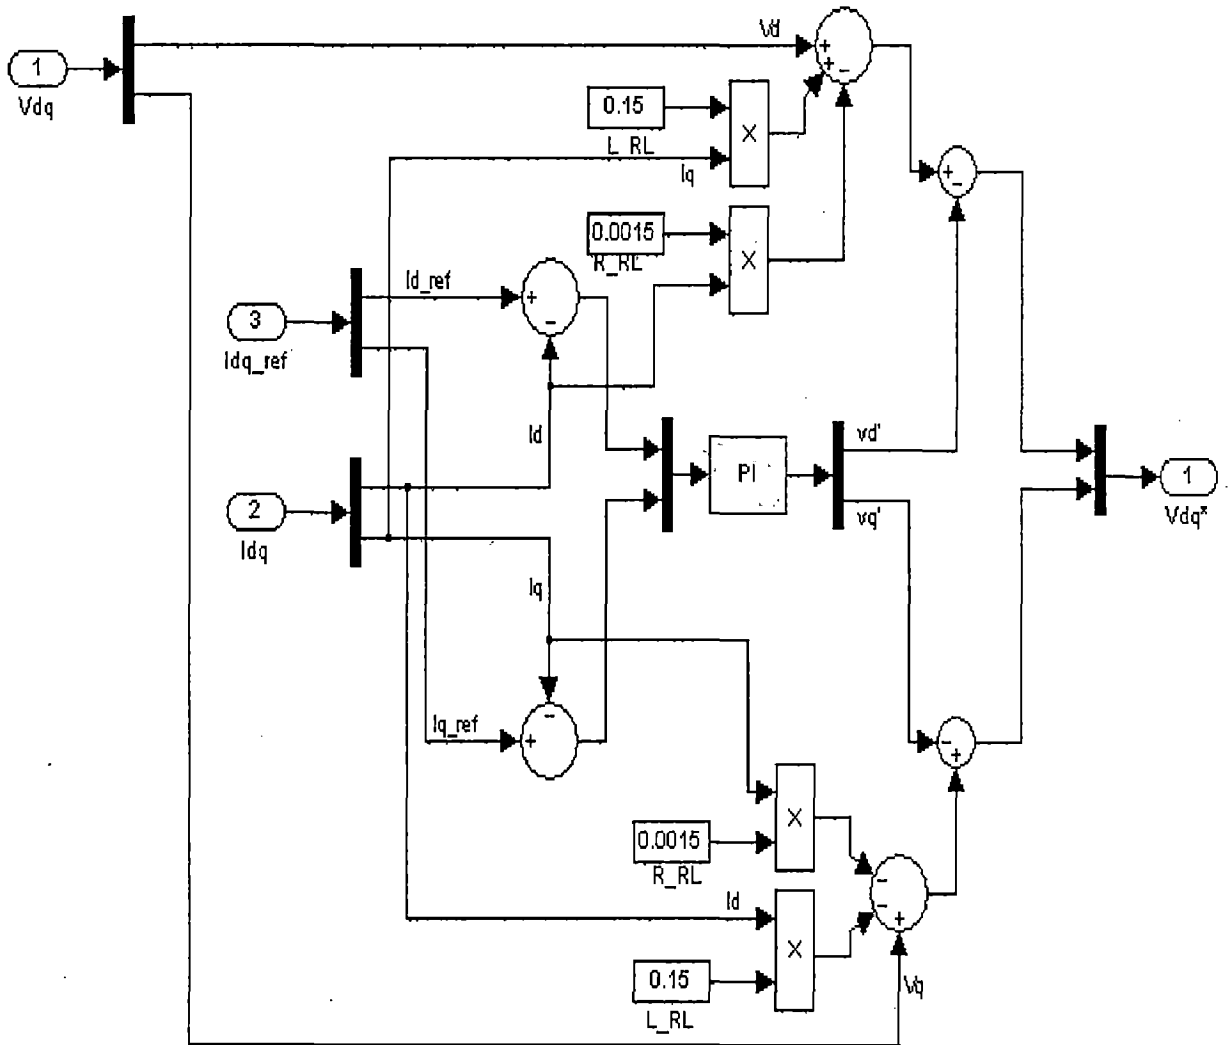 Vd
+
+
-
1
Vdq
0.15
L_RL
X
Iq
+
-
0.0015
R_RL
X
Id_ref
+
-
3
Idq_ref
Id
vd'
PI
1
Vdq*
vq'
2
Idq
Iq
-
Iq_ref
+
-
+
X
0.0015
R_RL
-
-
+
Id
X
0.15
L_RL
Vq